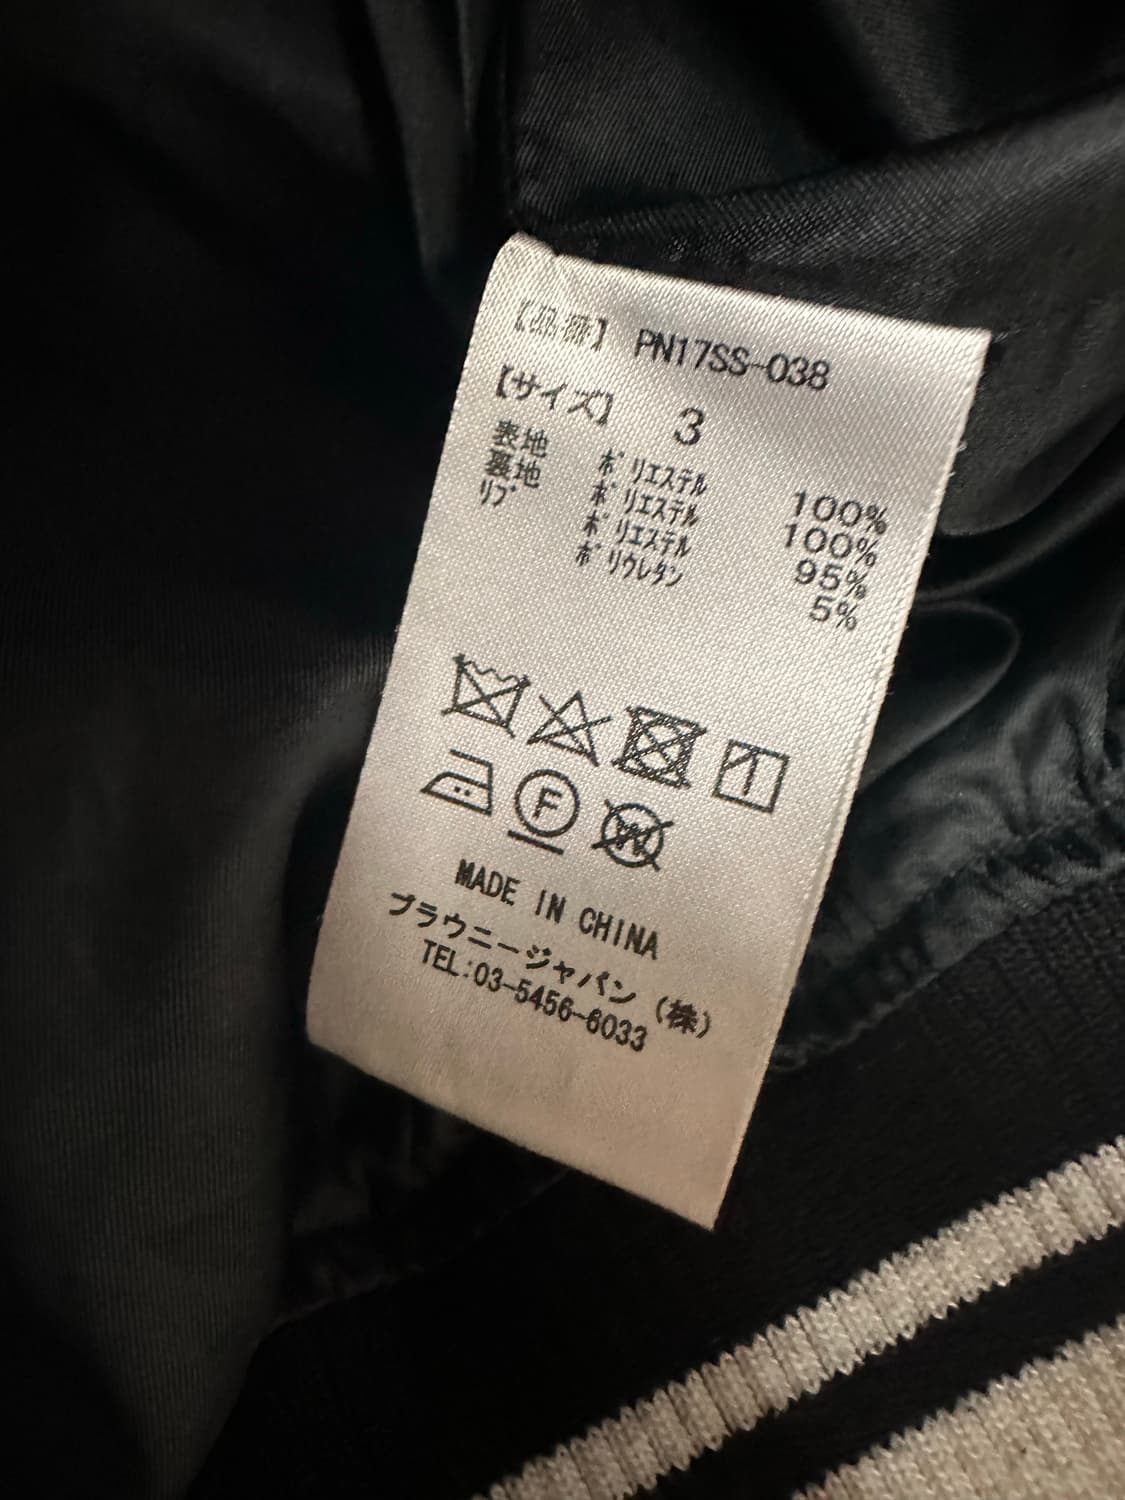 【品番】 PN17SS-038
【サイズ】 3
表地 ポリエステル 100%
裏地 ポリエステル 100%
リブ ポリエステル 95%
ポリウレタン 5%
F
W
MADE IN CHINA
ブラウニージャパン（株）
TEL:03-5456-6033